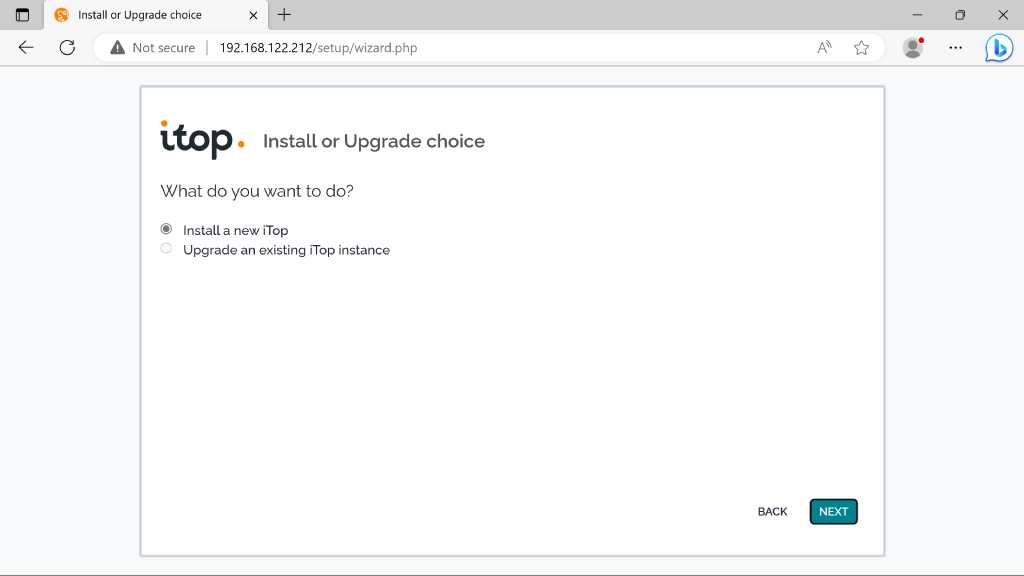 Install or Upgrade choice
Not secure
192.168.122.212/setup/wizard.php
itop.
Install or Upgrade choice
What do you want to do?
Install a new iTop
Upgrade an existing iTop instance
BACK
NEXT